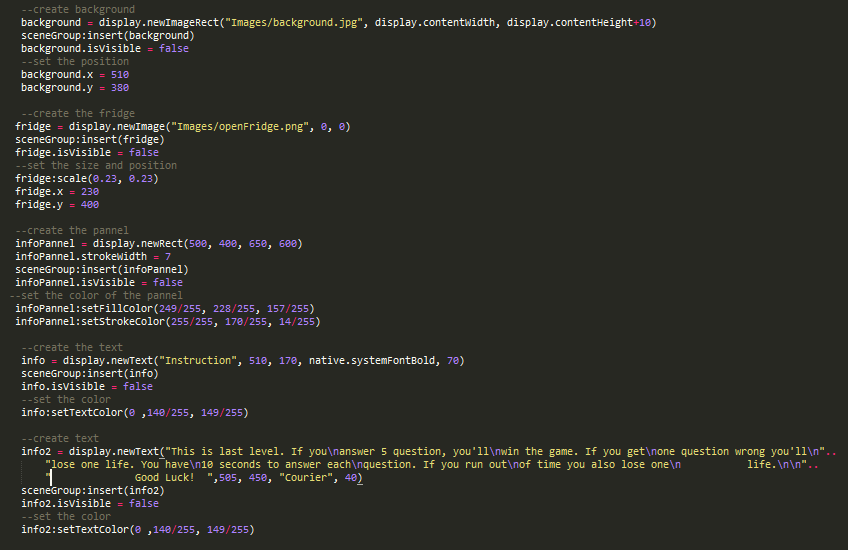 --create background
background = display.newImageRect("Images/background.jpg", display.contentWidth, display.contentHeight+10)
sceneGroup:insert(background)
background.isVisible = false
--set the position
background.x = 510
background.y = 380
--create the fridge
fridge = display.newImage("Images/openFridge.png", 0, 0)
sceneGroup:insert(fridge)
fridge.isVisible = false
--set the size and position
fridge:scale(0.23, 0.23)
fridge.x = 230
fridge.y = 400
--create the pannel
infoPannel = display.newRect(500, 400, 650, 600)
infoPannel.strokeWidth = 7
sceneGroup:insert(infoPannel)
infoPannel.isVisible = false
--set the color of the pannel
infoPannel:setFillColor(249/255, 228/255, 157/255)
infoPannel:setStrokeColor(255/255, 170/255, 14/255)
--create the text
info = display.newText("Instruction", 510, 170, native.systemFontBold, 70)
sceneGroup:insert(info)
info.isVisible = false
--set the color
info:setTextColor(0 ,140/255, 149/255)
--create text
info2 = display.newText("This is last level. If you\nanswer 5 question, you'll\nwin the game. If you get\none question wrong you'll\n"..
"lose one life. You have\n10 seconds to answer each\nquestion. If you run out\nof time you also lose one\n          life.\n\n"..
"            Good Luck!  ",505, 450, "Courier", 40)
sceneGroup:insert(info2)
info2.isVisible = false
--set the color
info2:setTextColor(0 ,140/255, 149/255)